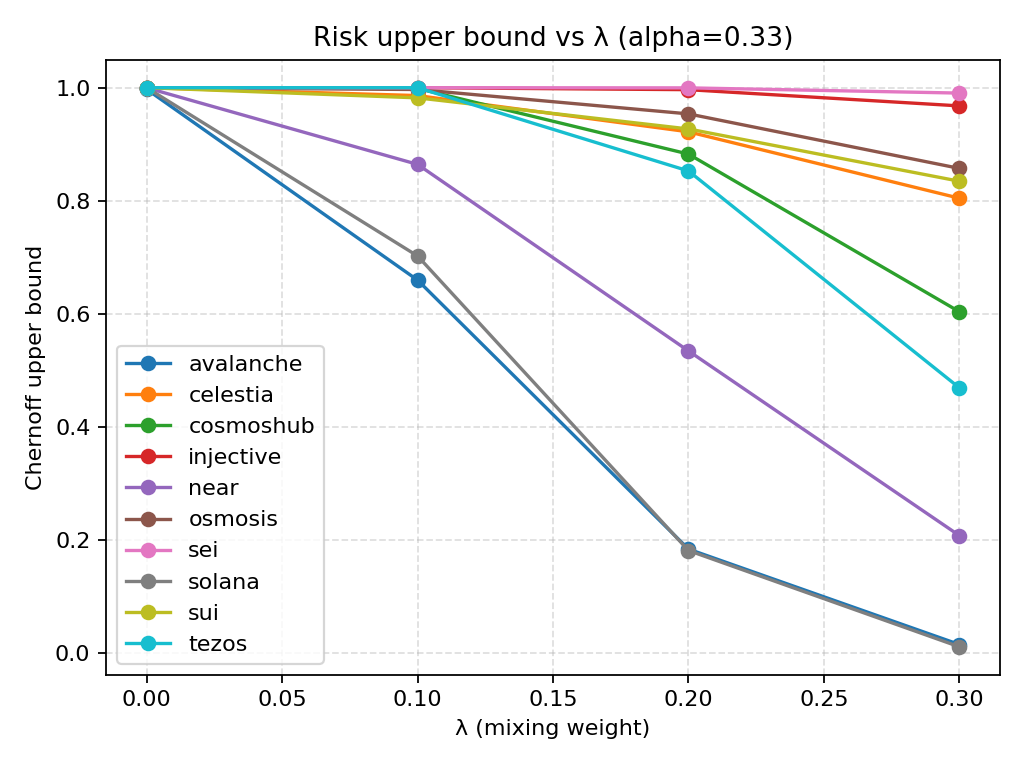 Risk upper bound vs λ (alpha=0.33)
Chernoff upper bound
1.0
0.8
0.6
0.4
0.2
0.0
avalanche
celestia
cosmoshub
injective
near
osmosis
sei
solana
sui
tezos
0.00 0.05 0.10 0.15 0.20 0.25 0.30
λ (mixing weight)